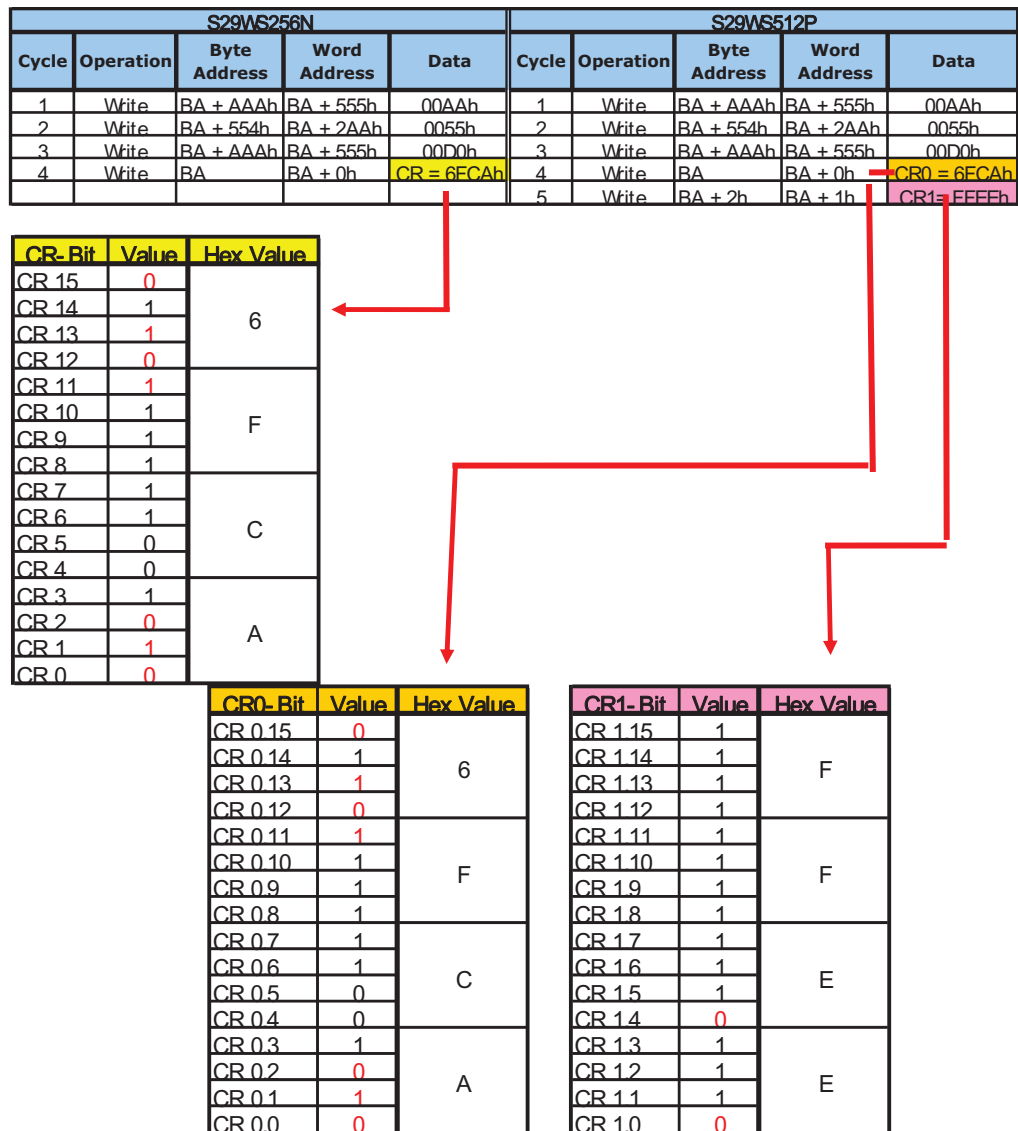 S29WS256N S29WS512P
Cycle Operation Byte Address Word Address Data Cycle Operation Byte Address Word Address Data
1 Write BA + AAAh BA + 555h 00AAh 1 Write BA + AAAh BA + 555h 00AAh
2 Write BA + 554h BA + 2AAh 0055h 2 Write BA + 554h BA + 2AAh 0055h
3 Write BA + AAAh BA + 555h 00D0h 3 Write BA + AAAh BA + 555h 00D0h
4 Write BA BA + 0h CR = 6FCAh 4 Write BA BA + 0h CR0 = 6FCAh
5 Write BA + 2h BA + 1h CR1= FFEEh
CR- Bit Value Hex Value
CR.15 0
CR.14 1
6
CR.13 1
CR.12 0
CR.11 1
CR.10 1
F
CR.9 1
CR.8 1
CR.7 1
CR.6 1
C
CR.5 0
CR.4 0
CR.3 1
CR.2 0
A
CR.1 1
CR.0 0
CR0- Bit Value Hex Value
CR 0.15 0
CR 0.14 1
6
CR 0.13 1
CR 0.12 0
CR 0.11 1
CR 0.10 1
F
CR 0.9 1
CR 0.8 1
CR 0.7 1
CR 0.6 1
C
CR 0.5 0
CR 0.4 0
CR 0.3 1
CR 0.2 0
A
CR 0.1 1
CR 0.0 0
CR1- Bit Value Hex Value
CR 1.15 1
CR 1.14 1
F
CR 1.13 1
CR 1.12 1
CR 1.11 1
CR 1.10 1
F
CR 1.9 1
CR 1.8 1
CR 1.7 1
CR 1.6 1
E
CR 1.5 1
CR 1.4 0
CR 1.3 1
CR 1.2 1
E
CR 1.1 1
CR 1.0 0